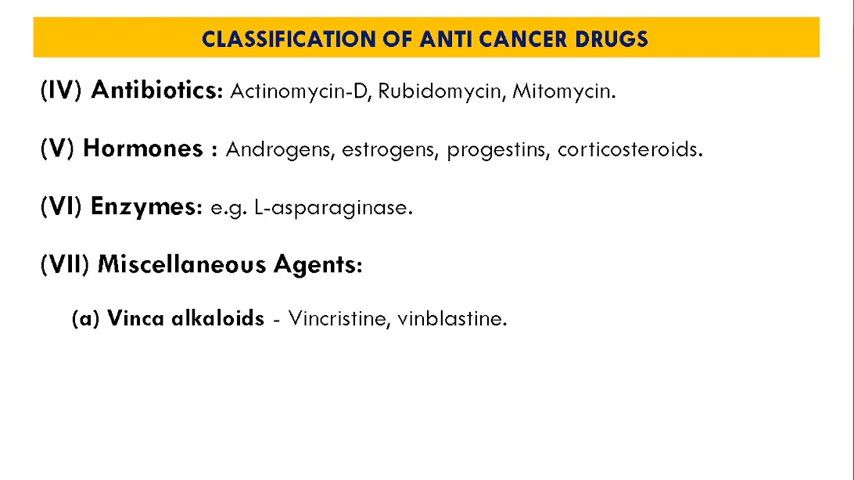 CLASSIFICATION OF ANTI CANCER DRUGS
(IV) Antibiotics: Actinomycin-D, Rubidomycin, Mitomycin.
(V) Hormones : Androgens, estrogens, progestins, corticosteroids.
(VI) Enzymes: e.g. L-asparaginase.
(VII) Miscellaneous Agents:
(a) Vinca alkaloids - Vincristine, vinblastine.